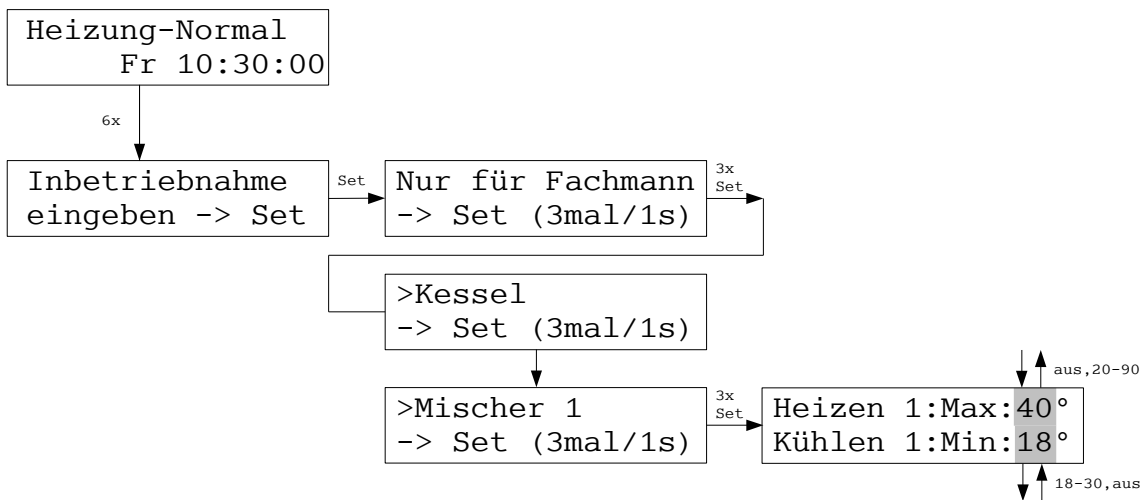 Heizung-Normal
Fr 10:30:00
6x
Inbetriebnahme
eingeben -> Set
Set
Nur für Fachmann
-> Set (3mal/1s)
3x
Set
>Kessel
-> Set (3mal/1s)
>Mischer 1
-> Set (3mal/1s)
3x
Set
aus,20-90
Heizen 1:Max:40°
Kühlen 1:Min:18°
18-30,aus